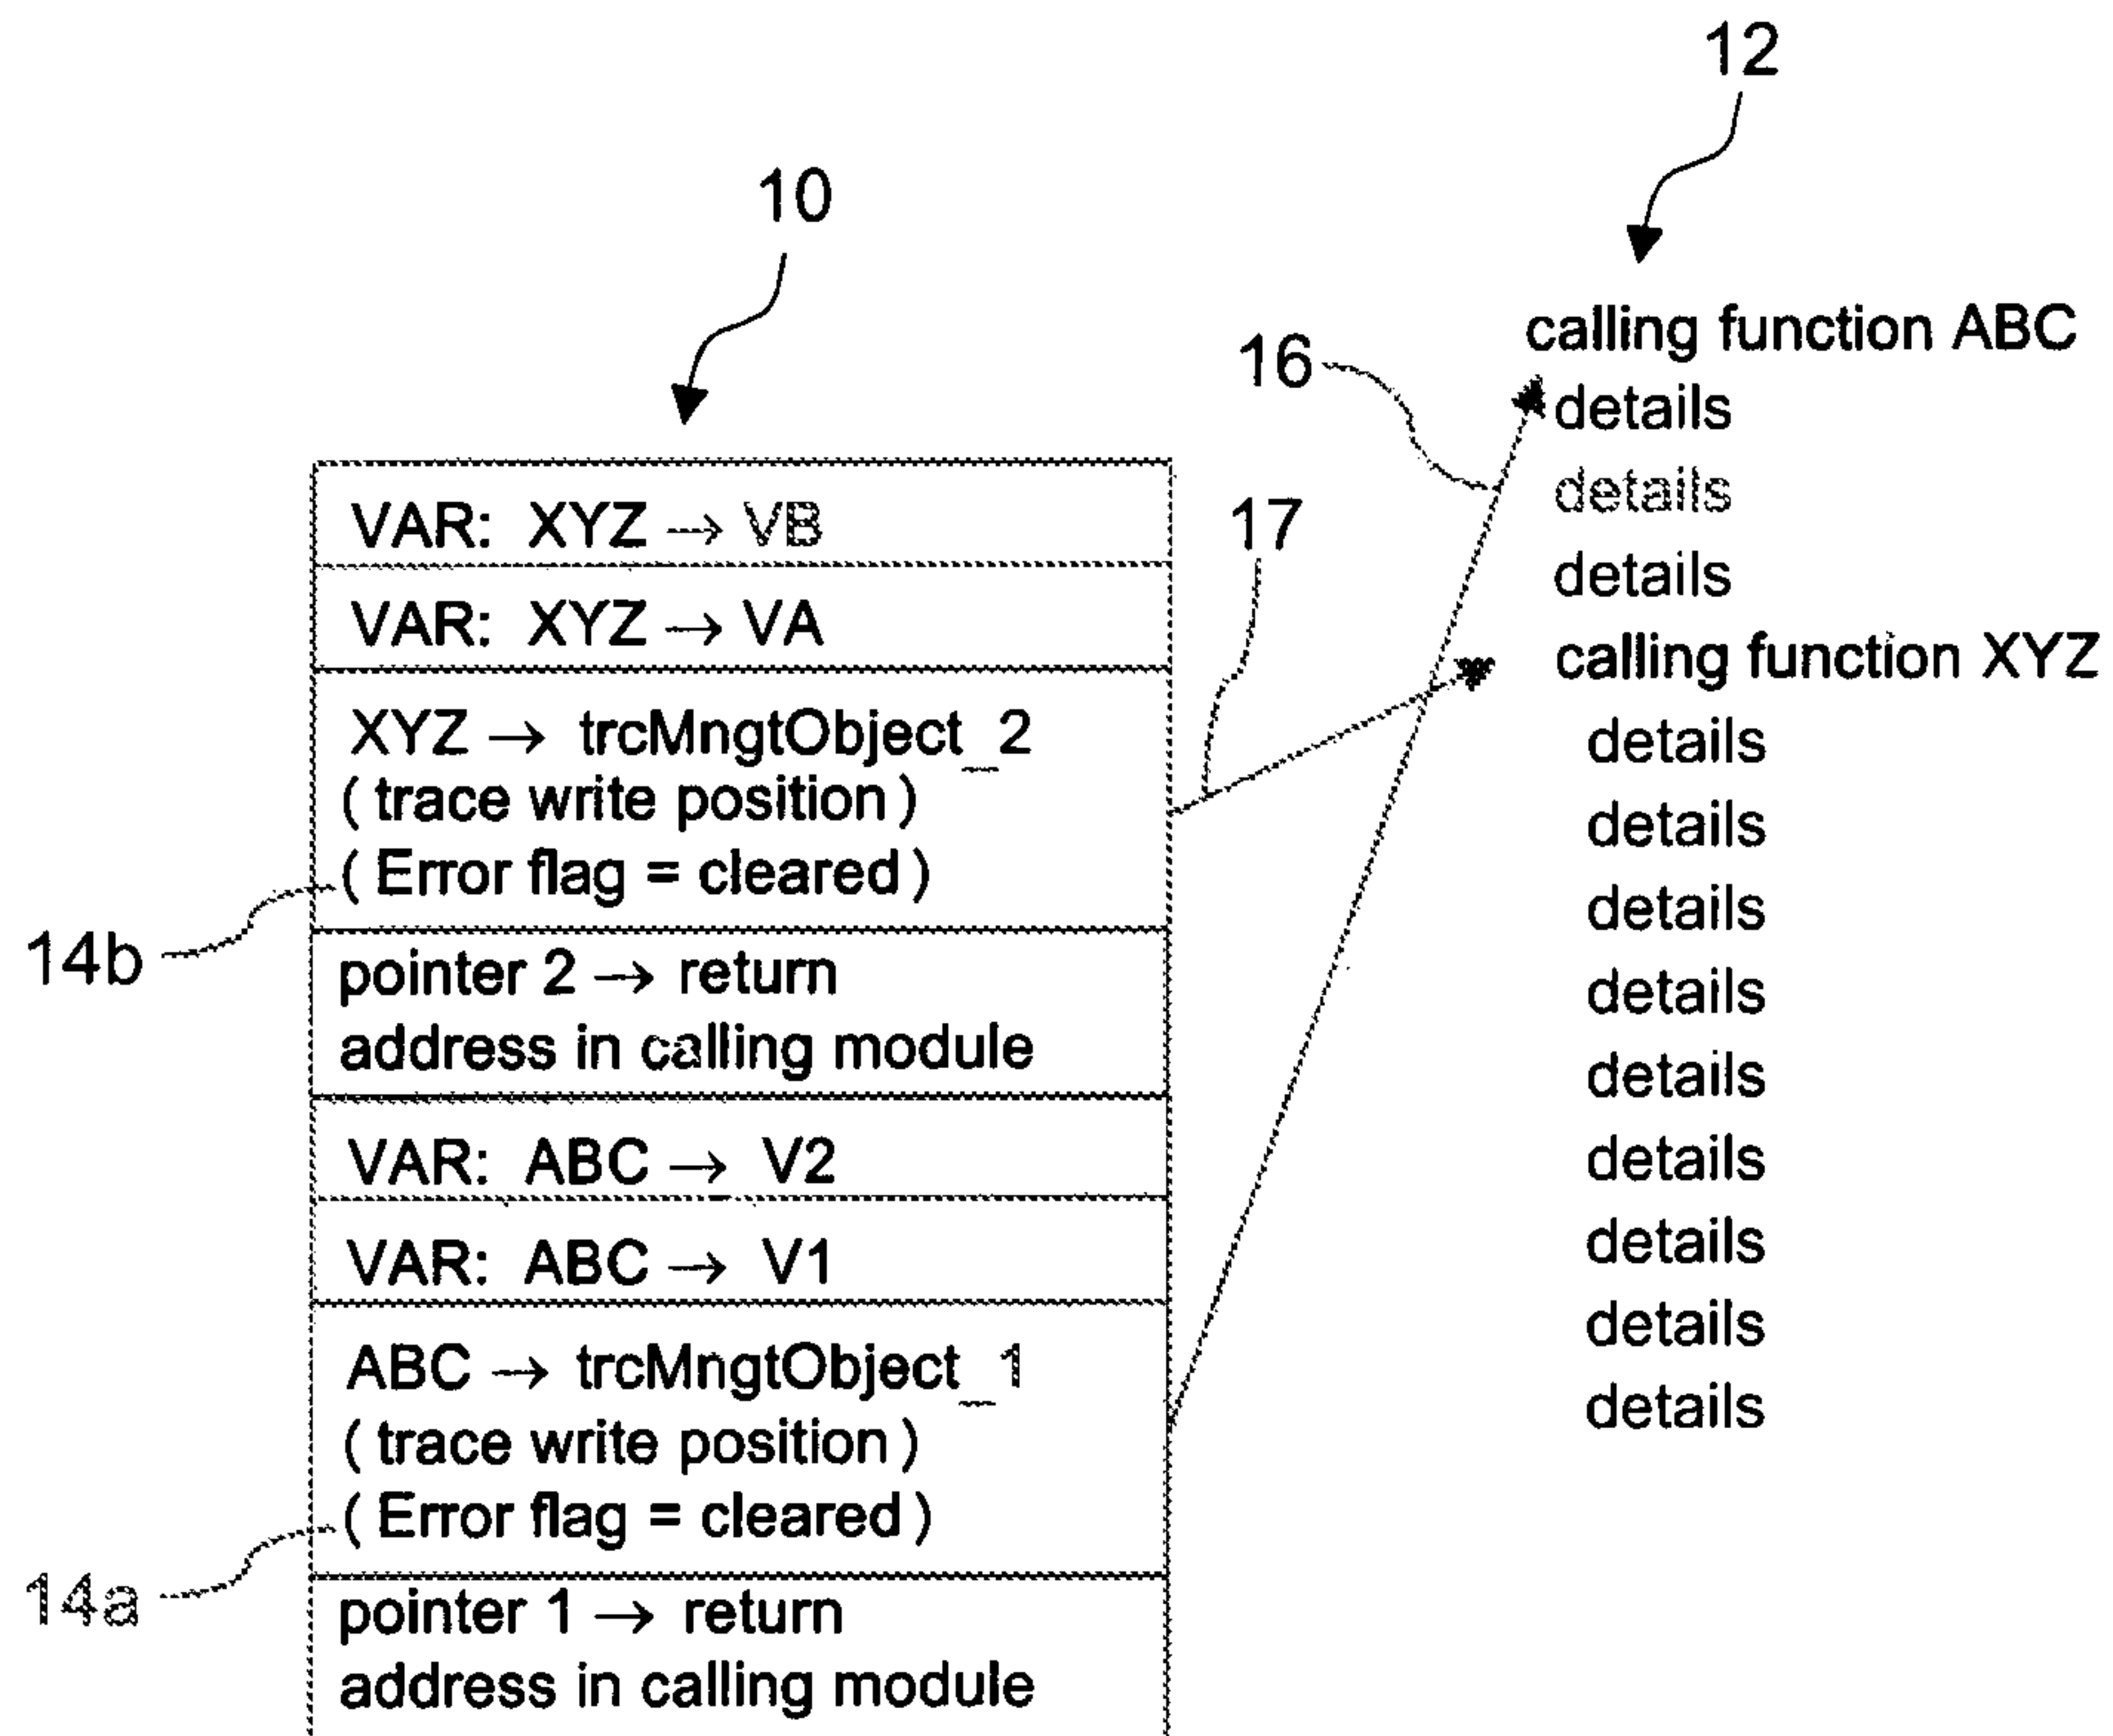 12
10
calling function ABC
16
details
details
17
VAR: XYZ → VB
details
VAR: XYZ → VA
calling function XYZ
XYZ → trcMngtObject_2
( trace write position )
( Error flag = cleared )
14b
details
details
details
pointer 2 → return
address in calling module
details
details
VAR: ABC → V2
details
VAR: ABC → V1
details
ABC → trcMngtObject_1
( trace write position )
( Error flag = cleared )
14a
details
details
pointer 1 → return
address in calling module